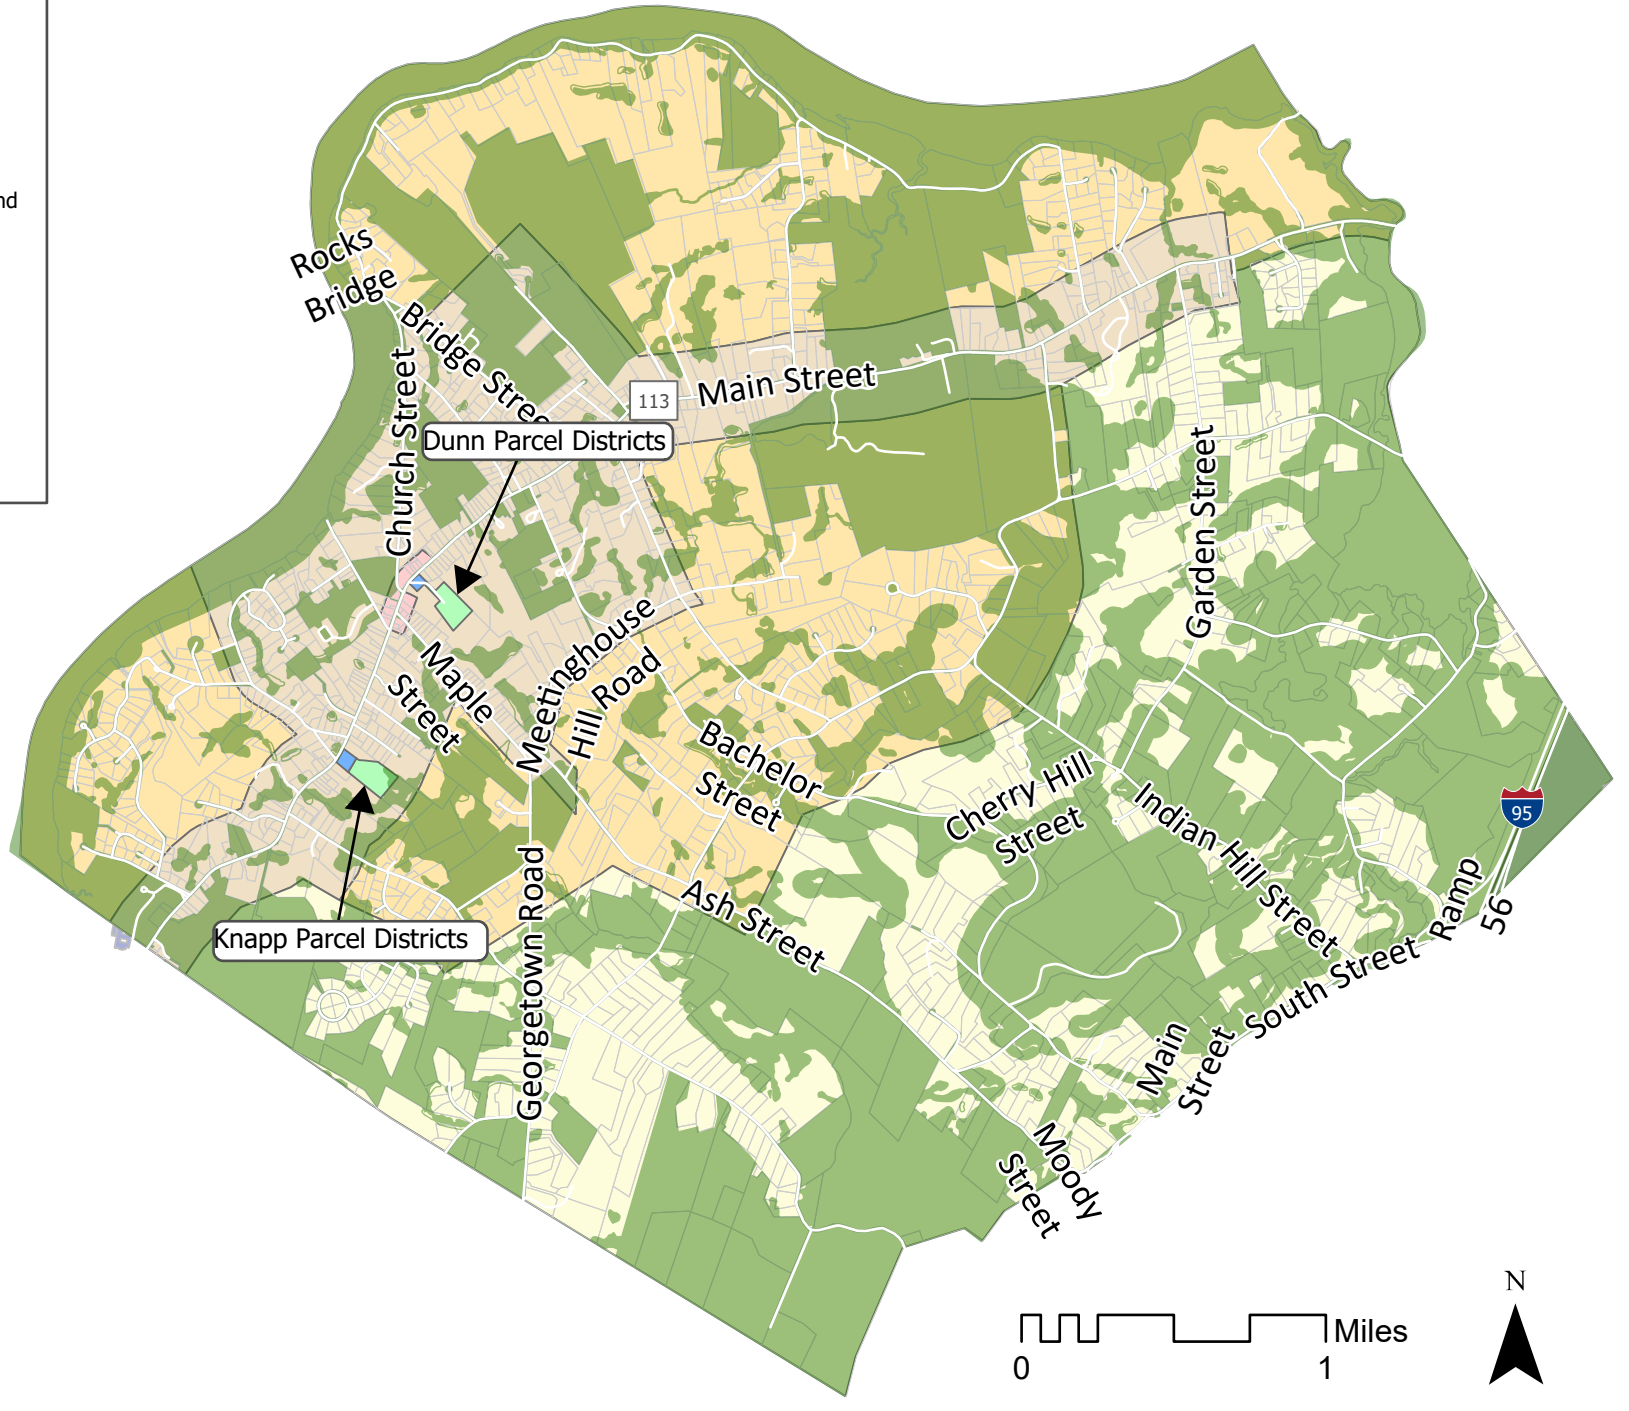 nd
Rocks
Bridge
Bridge Stree
Church Street
113
Main Street
Dunn Parcel Districts
Garden Street
Maple
Street
Meetinghouse
Hill Road
Bachelor
Street
Cherry Hill
Street
Indian Hill Street
95
Ramp
56
Knapp Parcel Districts
Georgetown Road
Ash Street
South Street
Main
Street
Moody
Street
N
Miles
0
1